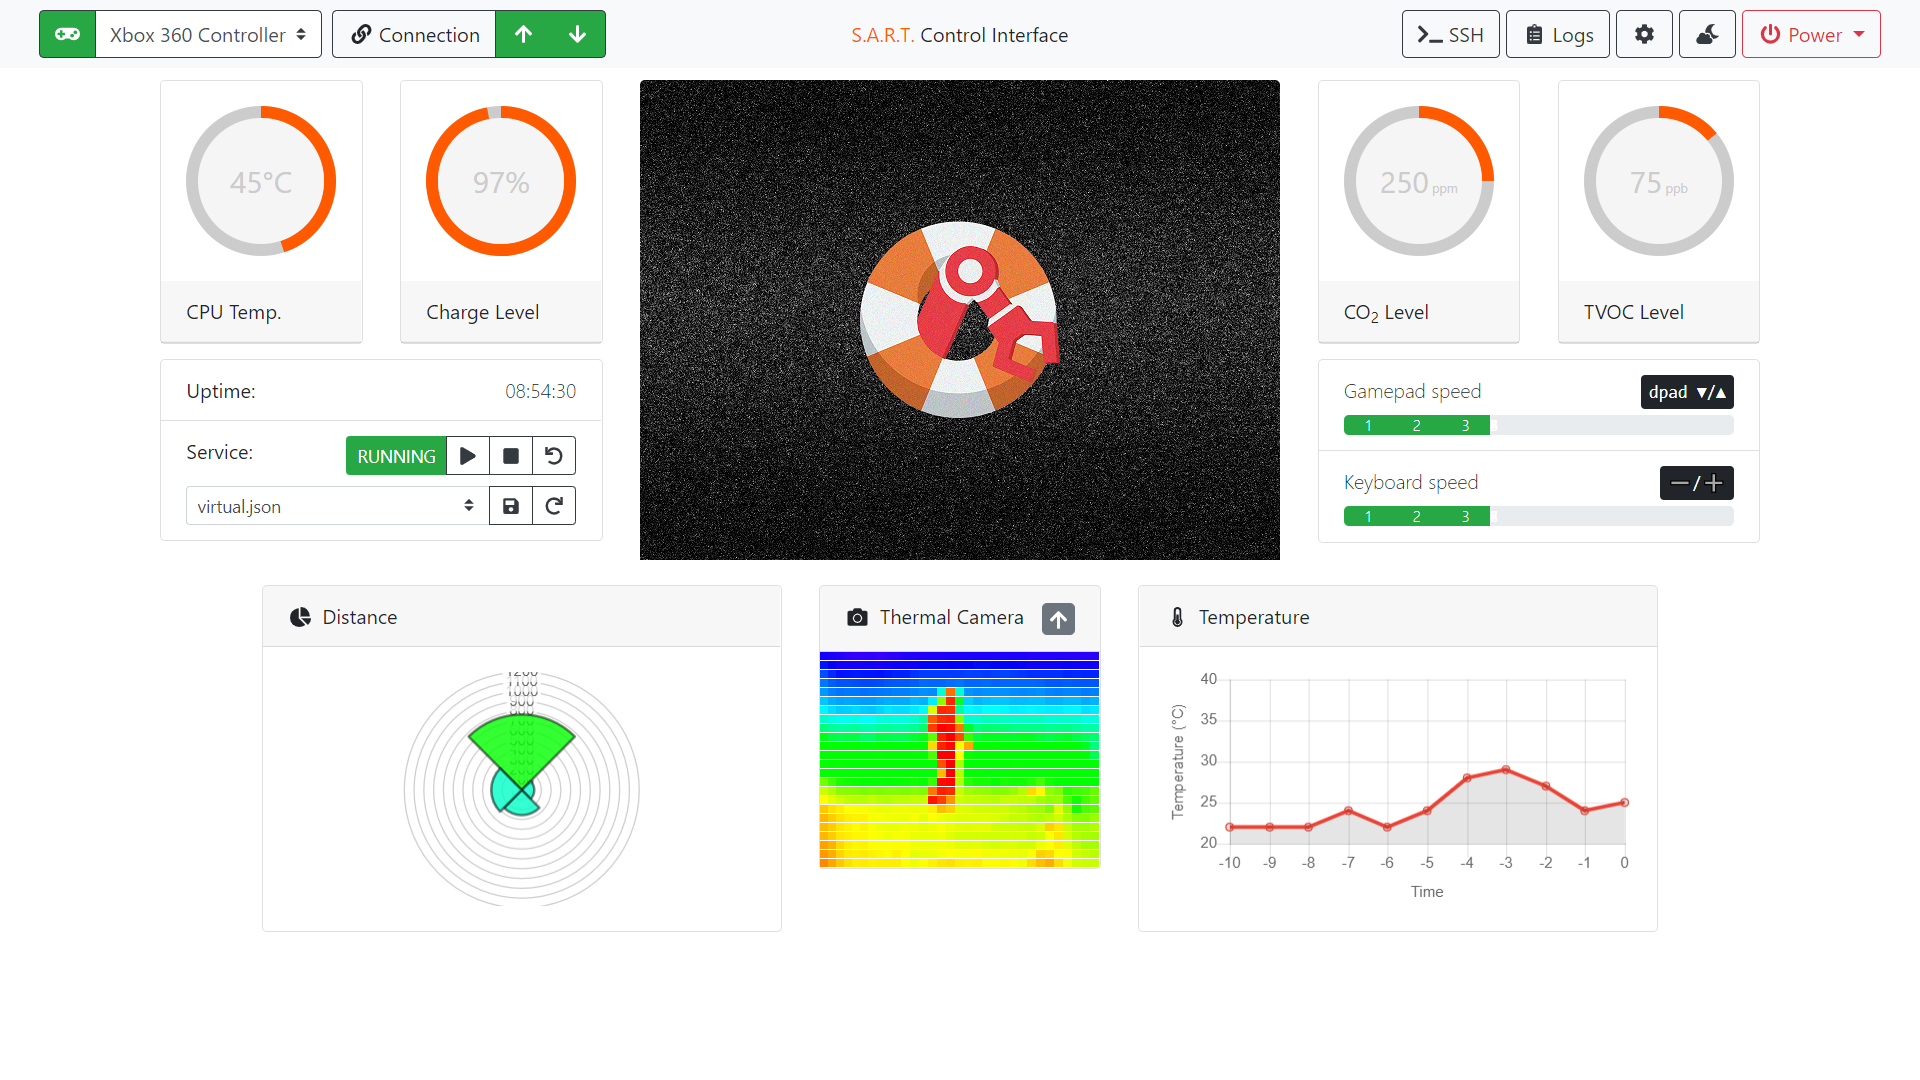 Xbox 360 Controller
Connection
S.A.R.T. Control Interface
SSH
Logs
Power
45°C
CPU Temp.
97%
Charge Level
250 ppm
CO₂ Level
75 ppb
TVOC Level
Uptime:
08:54:30
Service:
RUNNING
virtual.json
Gamepad speed
dpad ▼/▲
1 2 3
Keyboard speed
—/+
1 2 3
Distance
1200
1100
1000
Thermal Camera
Temperature
40
35
30
25
20
Temperature (°C)
-10 -9 -8 -7 -6 -5 -4 -3 -2 -1 0
Time